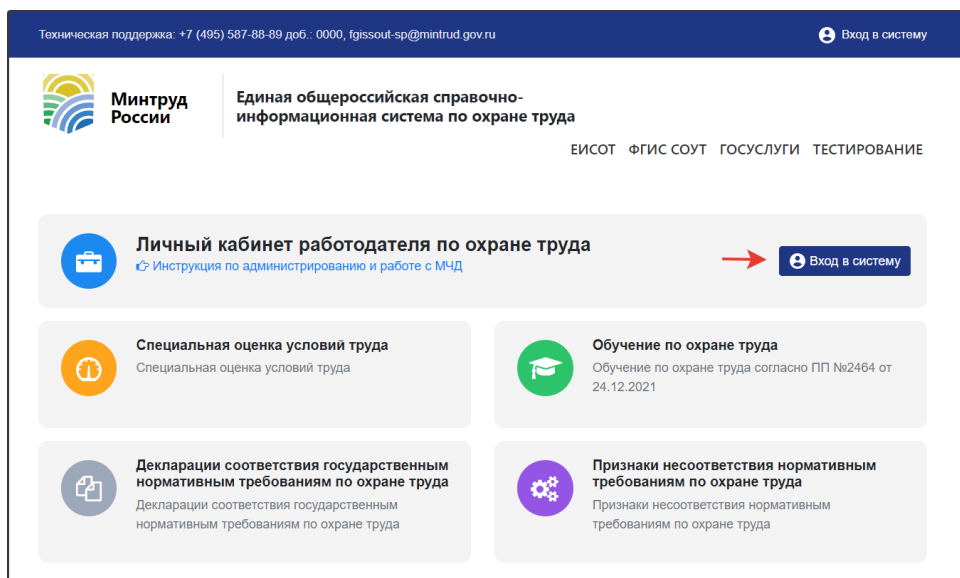 Техническая поддержка: +7 (495) 587-88-89 доб.: 0000, fgissout-sp@mintrud.gov.ru
Вход в систему
Минтруд
России
Единая общероссийская справочно-
информационная система по охране труда
ЕИСОТ ФГИС СОУТ ГОСУСЛУГИ ТЕСТИРОВАНИЕ
Личный кабинет работодателя по охране труда
Инструкция по администрированию и работе с МЧД
Вход в систему
Специальная оценка условий труда
Специальная оценка условий труда
Обучение по охране труда
Обучение по охране труда согласно ПП №2464 от
24.12.2021
Декларации соответствия государственным
нормативным требованиям по охране труда
Декларации соответствия государственным
нормативным требованиям по охране труда
Признаки несоответствия нормативным
требованиям по охране труда
Признаки несоответствия нормативным
требованиям по охране труда